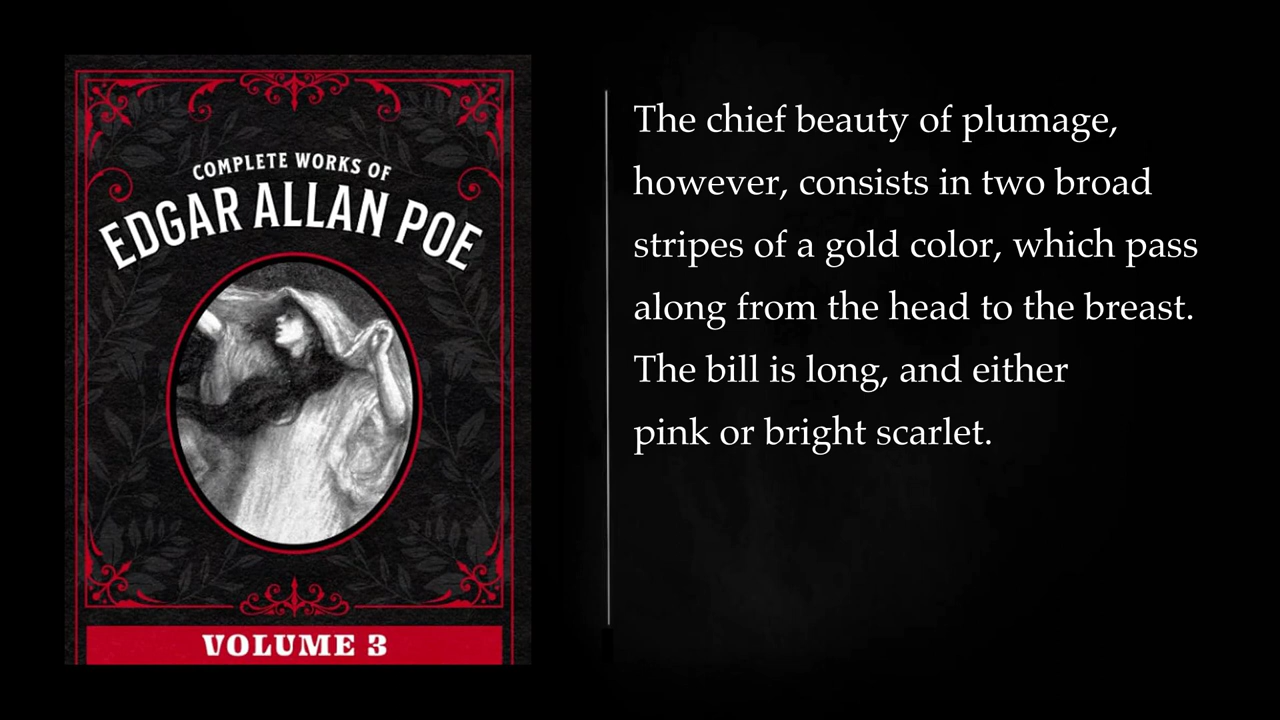 COMPLETE WORKS OF
EDGAR ALLAN POE
VOLUME 3
The chief beauty of plumage,
however, consists in two broad
stripes of a gold color, which pass
along from the head to the breast.
The bill is long, and either
pink or bright scarlet.